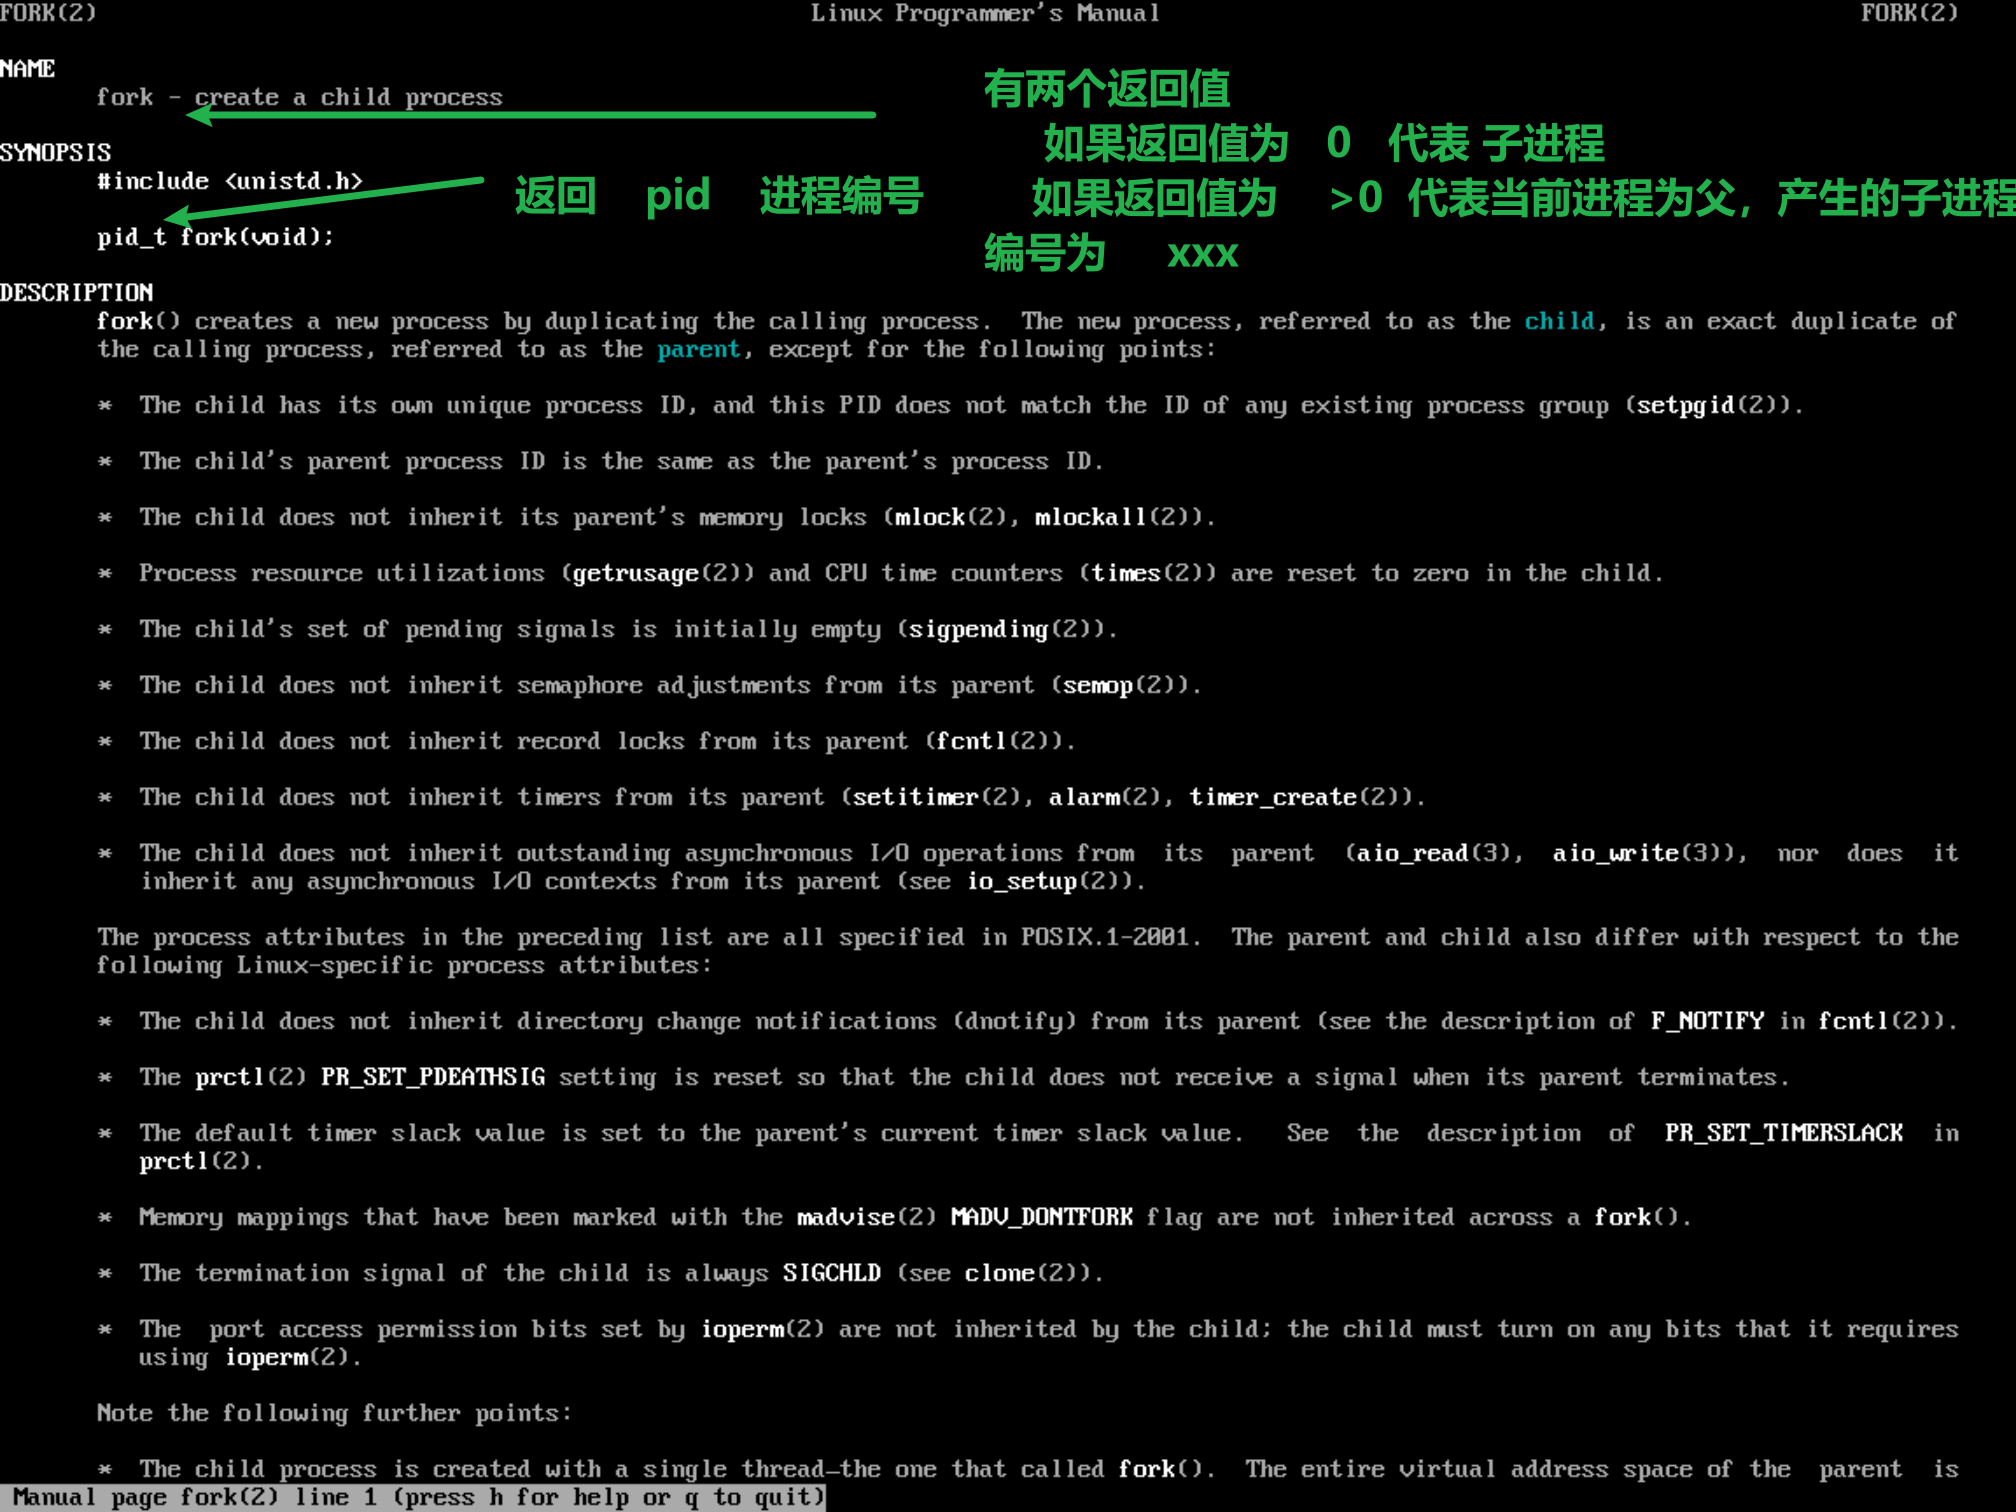 FORK(2) Linux Programmer's Manual FORK(2)
NAME
fork - create a child process
有两个返回值
如果返回值为 0 代表 子进程
SYNOPSIS
#include <unistd.h>
返回 pid 进程编号
如果返回值为 >0 代表当前进程为父，产生的子进程
pid_t fork(void);
编号为 xxx
DESCRIPTION
fork() creates a new process by duplicating the calling process. The new process, referred to as the child, is an exact duplicate of
the calling process, referred to as the parent, except for the following points:
* The child has its own unique process ID, and this PID does not match the ID of any existing process group (setpgid(2)).
* The child's parent process ID is the same as the parent's process ID.
* The child does not inherit its parent's memory locks (mlock(2), mlockall(2)).
* Process resource utilizations (getrusage(2)) and CPU time counters (times(2)) are reset to zero in the child.
* The child's set of pending signals is initially empty (sigpending(2)).
* The child does not inherit semaphore adjustments from its parent (semop(2)).
* The child does not inherit record locks from its parent (fcntl(2)).
* The child does not inherit timers from its parent (setitimer(2), alarm(2), timer_create(2)).
* The child does not inherit outstanding asynchronous I/O operations from its parent (aio_read(3), aio_write(3)), nor does it
inherit any asynchronous I/O contexts from its parent (see io_setup(2)).
The process attributes in the preceding list are all specified in POSIX.1-2001. The parent and child also differ with respect to the
following Linux-specific process attributes:
* The child does not inherit directory change notifications (dnotify) from its parent (see the description of F_NOTIFY in fcntl(2)).
* The prctl(2) PR_SET_PDEATHSIG setting is reset so that the child does not receive a signal when its parent terminates.
* The default timer slack value is set to the parent's current timer slack value. See the description of PR_SET_TIMERSLACK in
prctl(2).
* Memory mappings that have been marked with the madvise(2) MADV_DONTFORK flag are not inherited across a fork().
* The termination signal of the child is always SIGCHLD (see clone(2)).
* The port access permission bits set by ioperm(2) are not inherited by the child; the child must turn on any bits that it requires
using ioperm(2).
Note the following further points:
* The child process is created with a single thread—the one that called fork(). The entire virtual address space of the parent is
Manual page fork(2) line 1 (press h for help or q to quit)